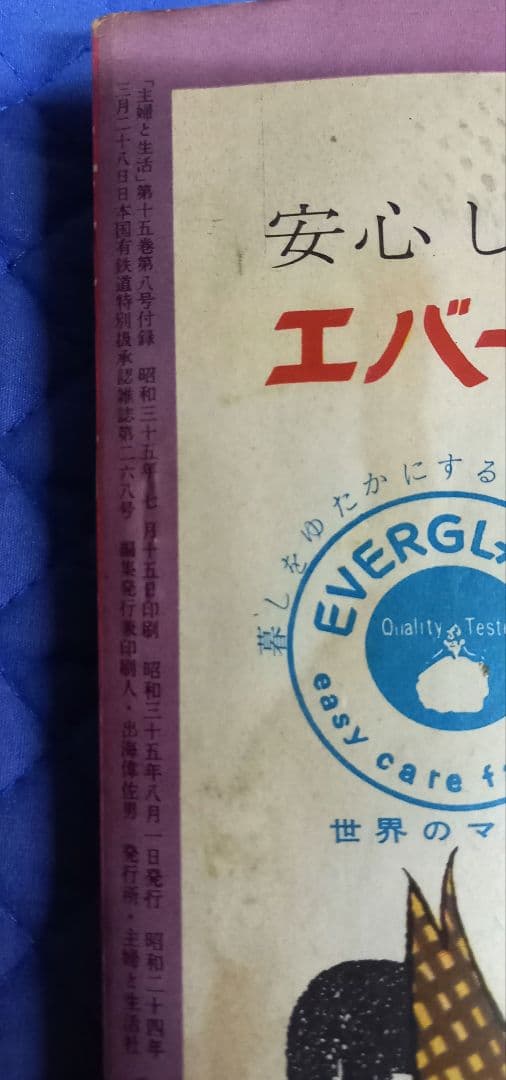 「主婦と生活」第十五巻第八号付録　昭和三十五年七月十五日印刷　昭和三十五年八月一日発行　昭和二十四年
三月二十八日日本国有鉄道特別扱承認雑誌第二六八号　編集発行兼印刷人・出海偉佐男　発行所・主婦と生活社
安心し
エバー
暮しをゆたかにする
EVERGL
Quality Test
easy care f
世界のマ